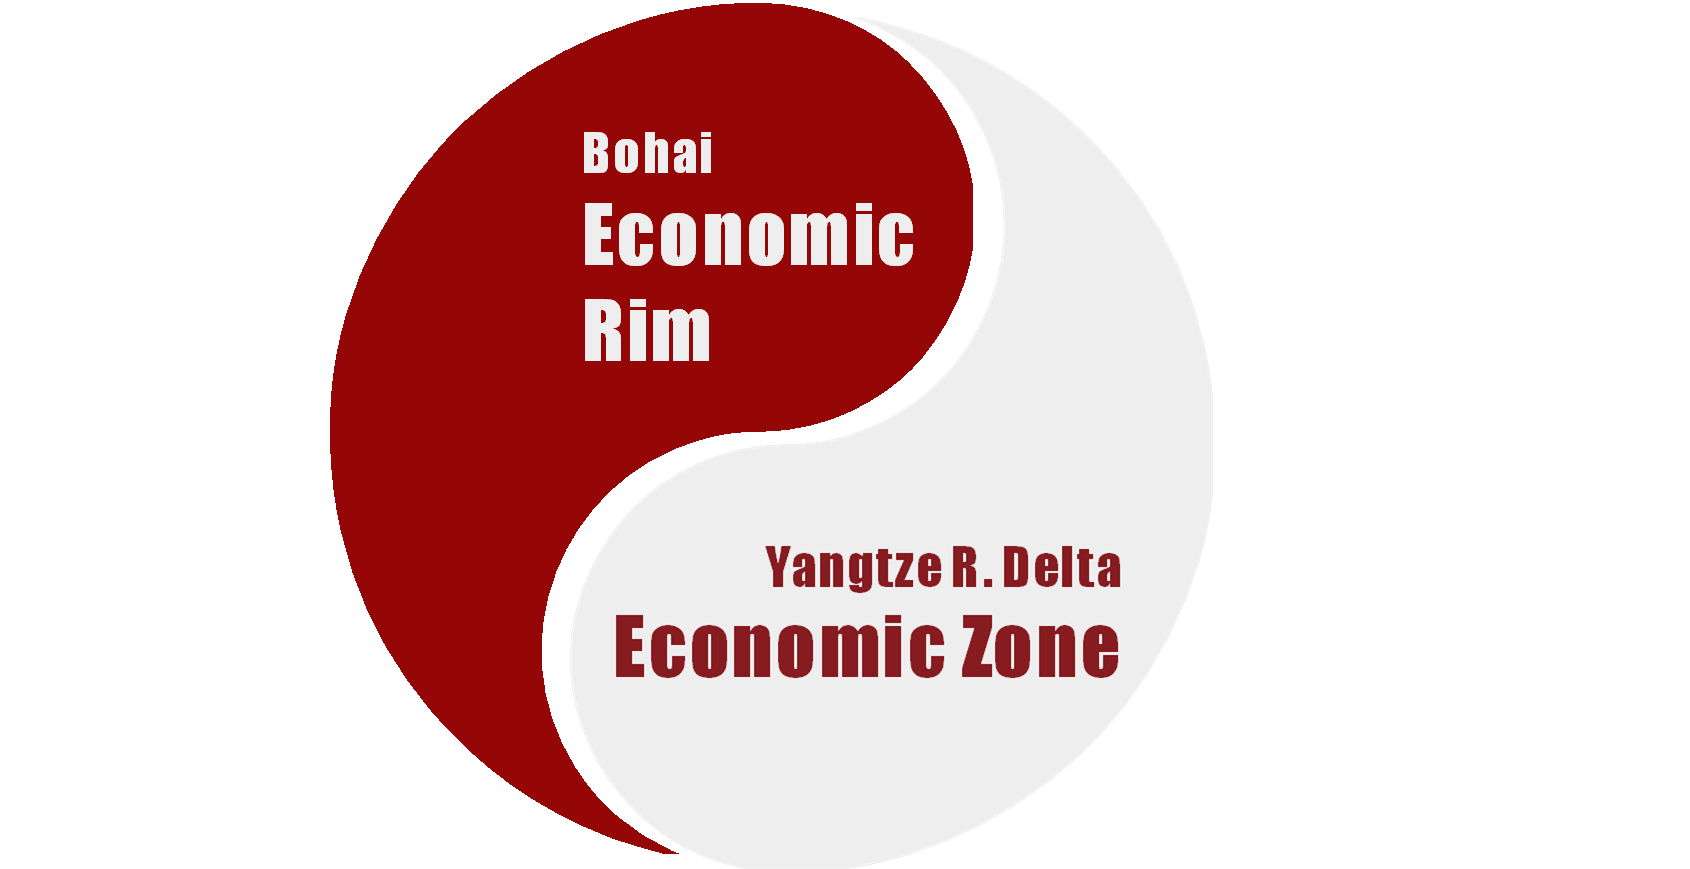 Bohai
Economic
Rim
Yangtze R. Delta
Economic Zone